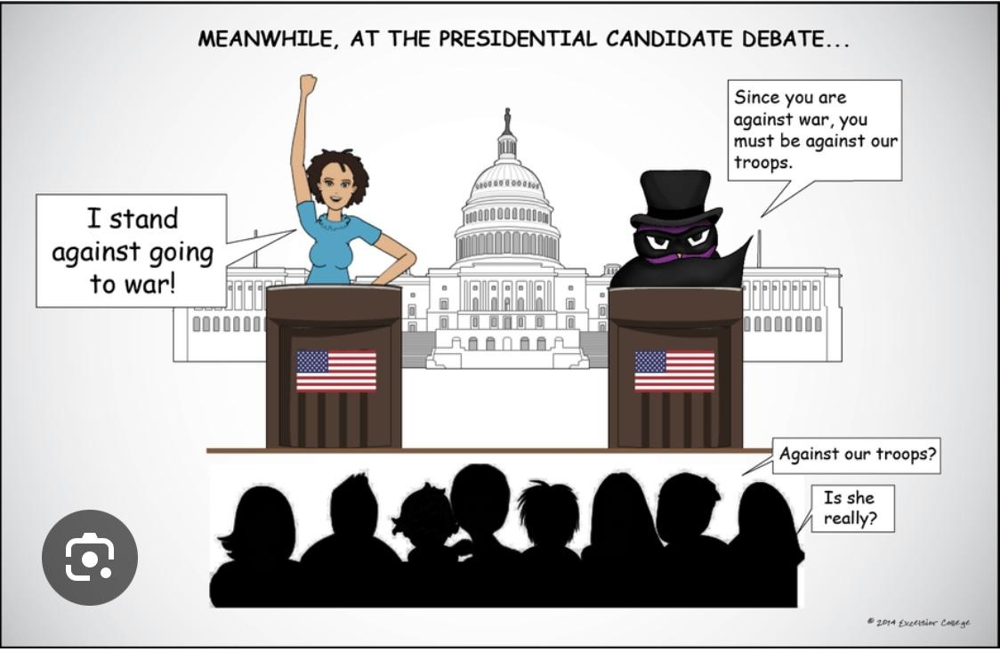 MEANWHILE, AT THE PRESIDENTIAL CANDIDATE DEBATE...
I stand
against going
to war!
Since you are
against war, you
must be against our
troops.
Against our troops?
Is she
really?
© 2014 Excelsior College